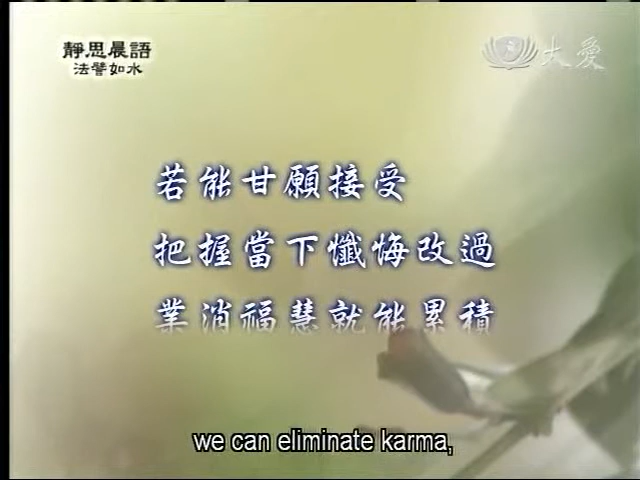 靜思晨語
法譬如水
大愛
若能甘願接受
把握當下懺悔改過
業消福慧就能累積
we can eliminate karma,